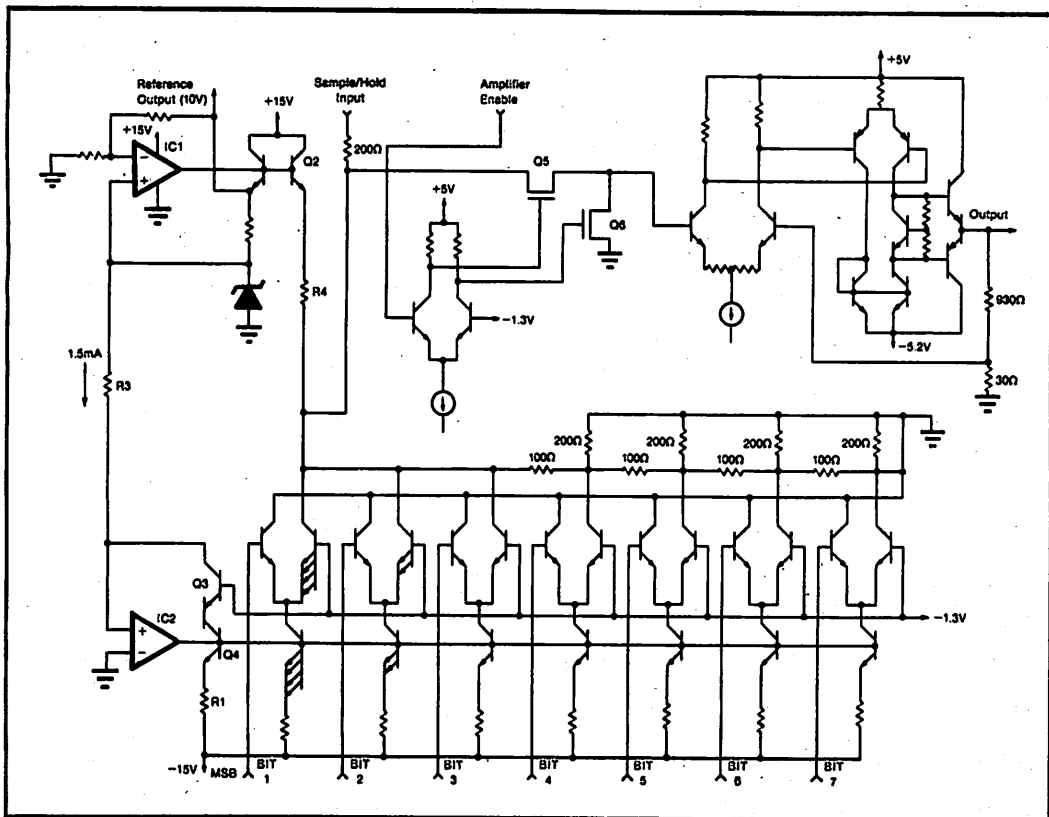 Reference
Output (10V)
+15V
+15V
IC1
Q2
Sample/Hold
Input
200Ω
Amplifier
Enable
+5V
Q5
Q6
+5V
Output
930Ω
30Ω
-5.2V
-1.3V
R4
1.5mA
R3
200Ω
200Ω
200Ω
200Ω
100Ω
100Ω
100Ω
100Ω
Q3
IC2
Q4
R1
-1.3V
-15V
MSB
BIT
1
BIT
2
BIT
3
BIT
4
BIT
5
BIT
6
BIT
7